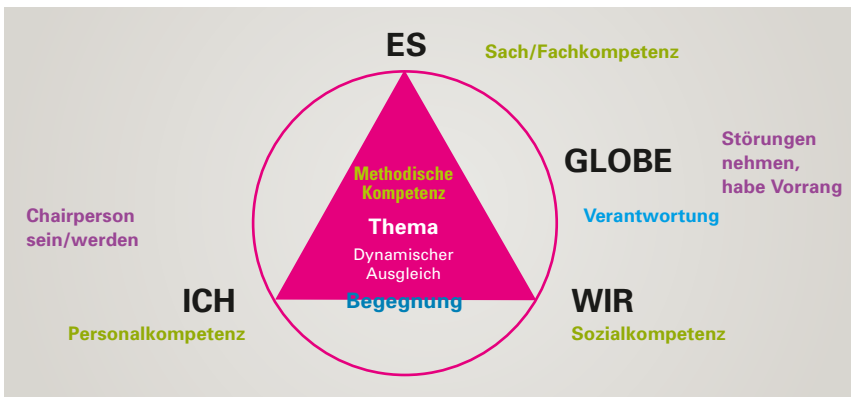 ES
Sach/Fachkompetenz
Störungen
nehmen,
habe Vorrang
GLOBE
Methodische
Kompetenz
Verantwortung
Chairperson
sein/werden
Thema
Dynamischer
Ausgleich
Begegnung
ICH
WIR
Personalkompetenz
Sozialkompetenz